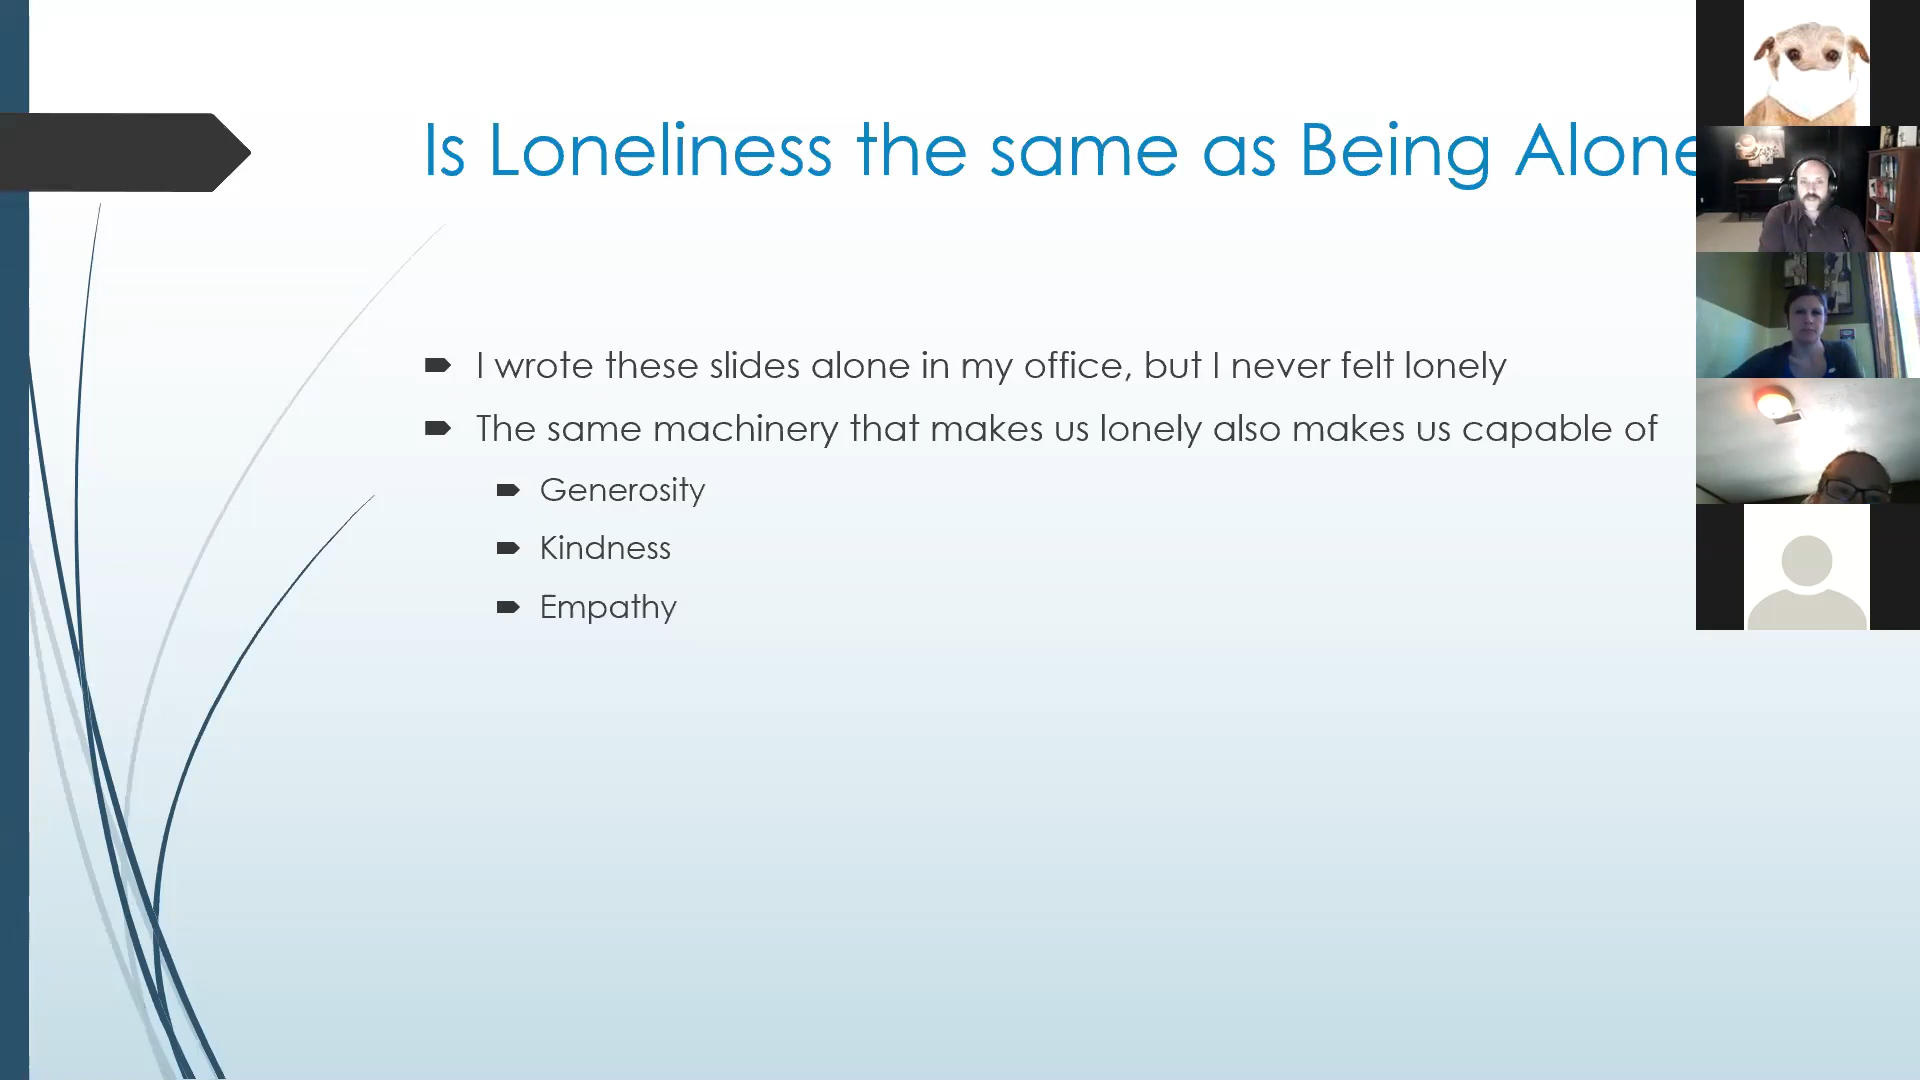 Is Loneliness the same as Being Alone
I wrote these slides alone in my office, but I never felt lonely
The same machinery that makes us lonely also makes us capable of
Generosity
Kindness
Empathy